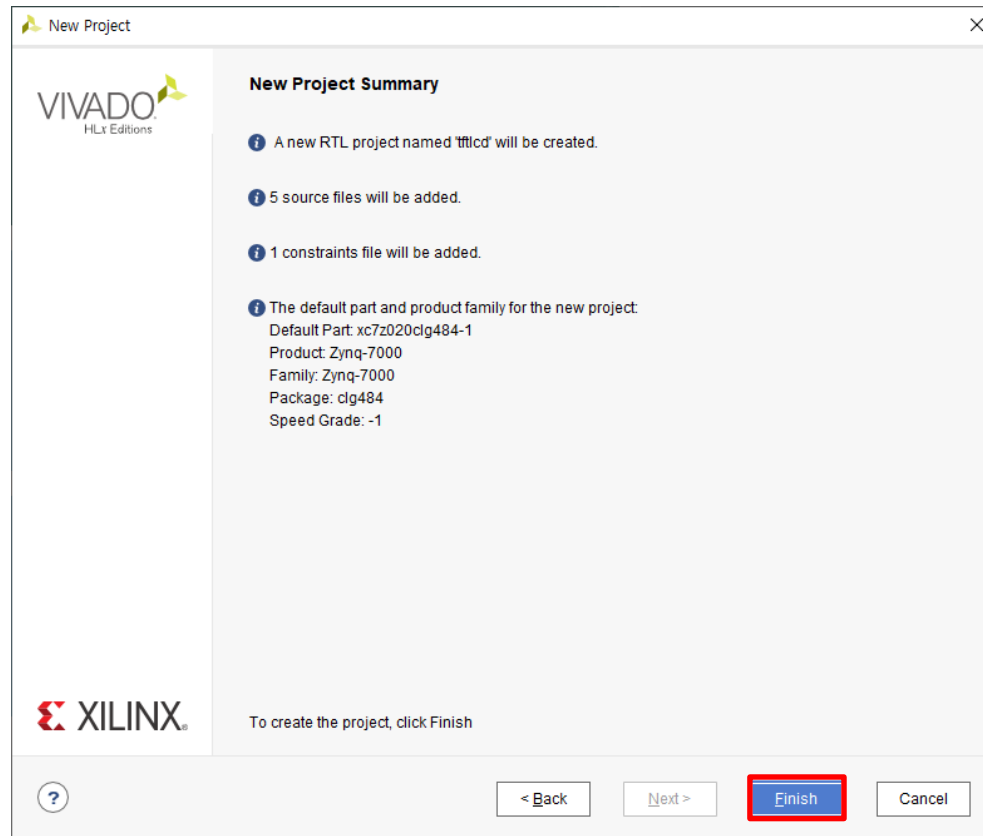 New Project
VIVADO.
HLx Editions
New Project Summary
A new RTL project named 'tftlcd' will be created.
5 source files will be added.
1 constraints file will be added.
The default part and product family for the new project:
Default Part: xc7z020clg484-1
Product: Zynq-7000
Family: Zynq-7000
Package: clg484
Speed Grade: -1
XILINX.
To create the project, click Finish
?
< Back
Next >
Finish
Cancel